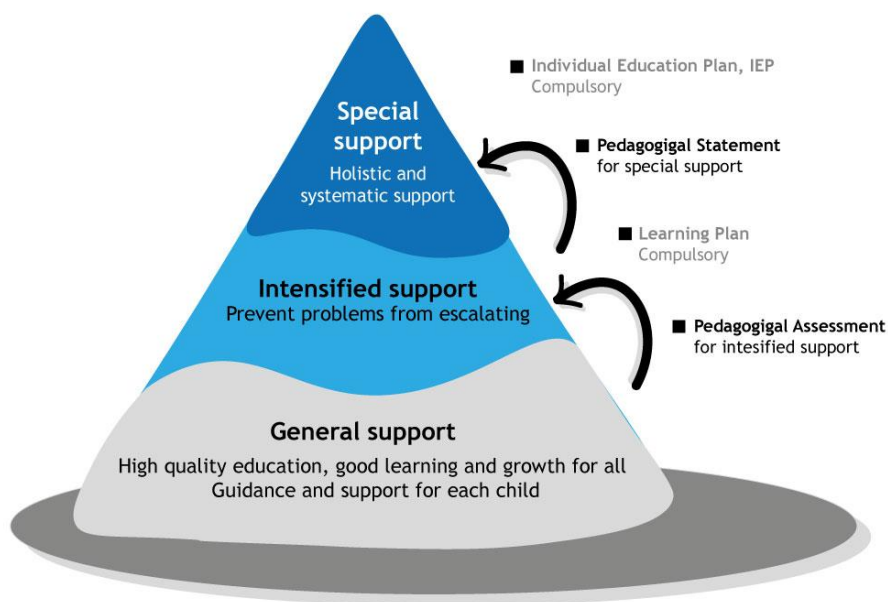 Special
support
Holistic and
systematic support
Intensified support
Prevent problems from escalating
General support
High quality education, good learning and growth for all
Guidance and support for each child
Individual Education Plan, IEP
Compulsory
Pedagogigal Statement
for special support
Learning Plan
Compulsory
Pedagogigal Assessment
for intesified support